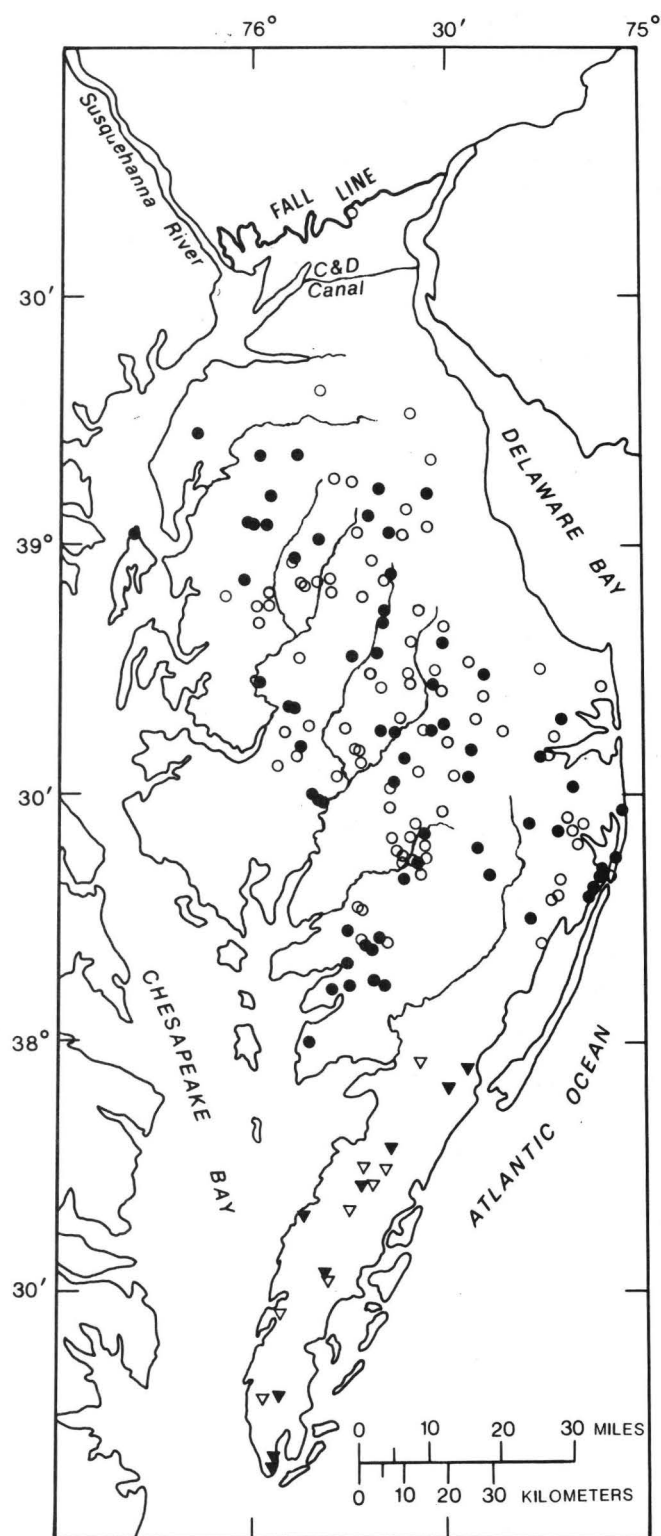 76° 30′ 75°
Susquehanna
River
FALL LINE
C&D
Canal
30′
DELAWARE BAY
39°
30′
CHESAPEAKE
BAY
38°
ATLANTIC OCEAN
30′
0 10 20 30 MILES
0 10 20 30 KILOMETERS